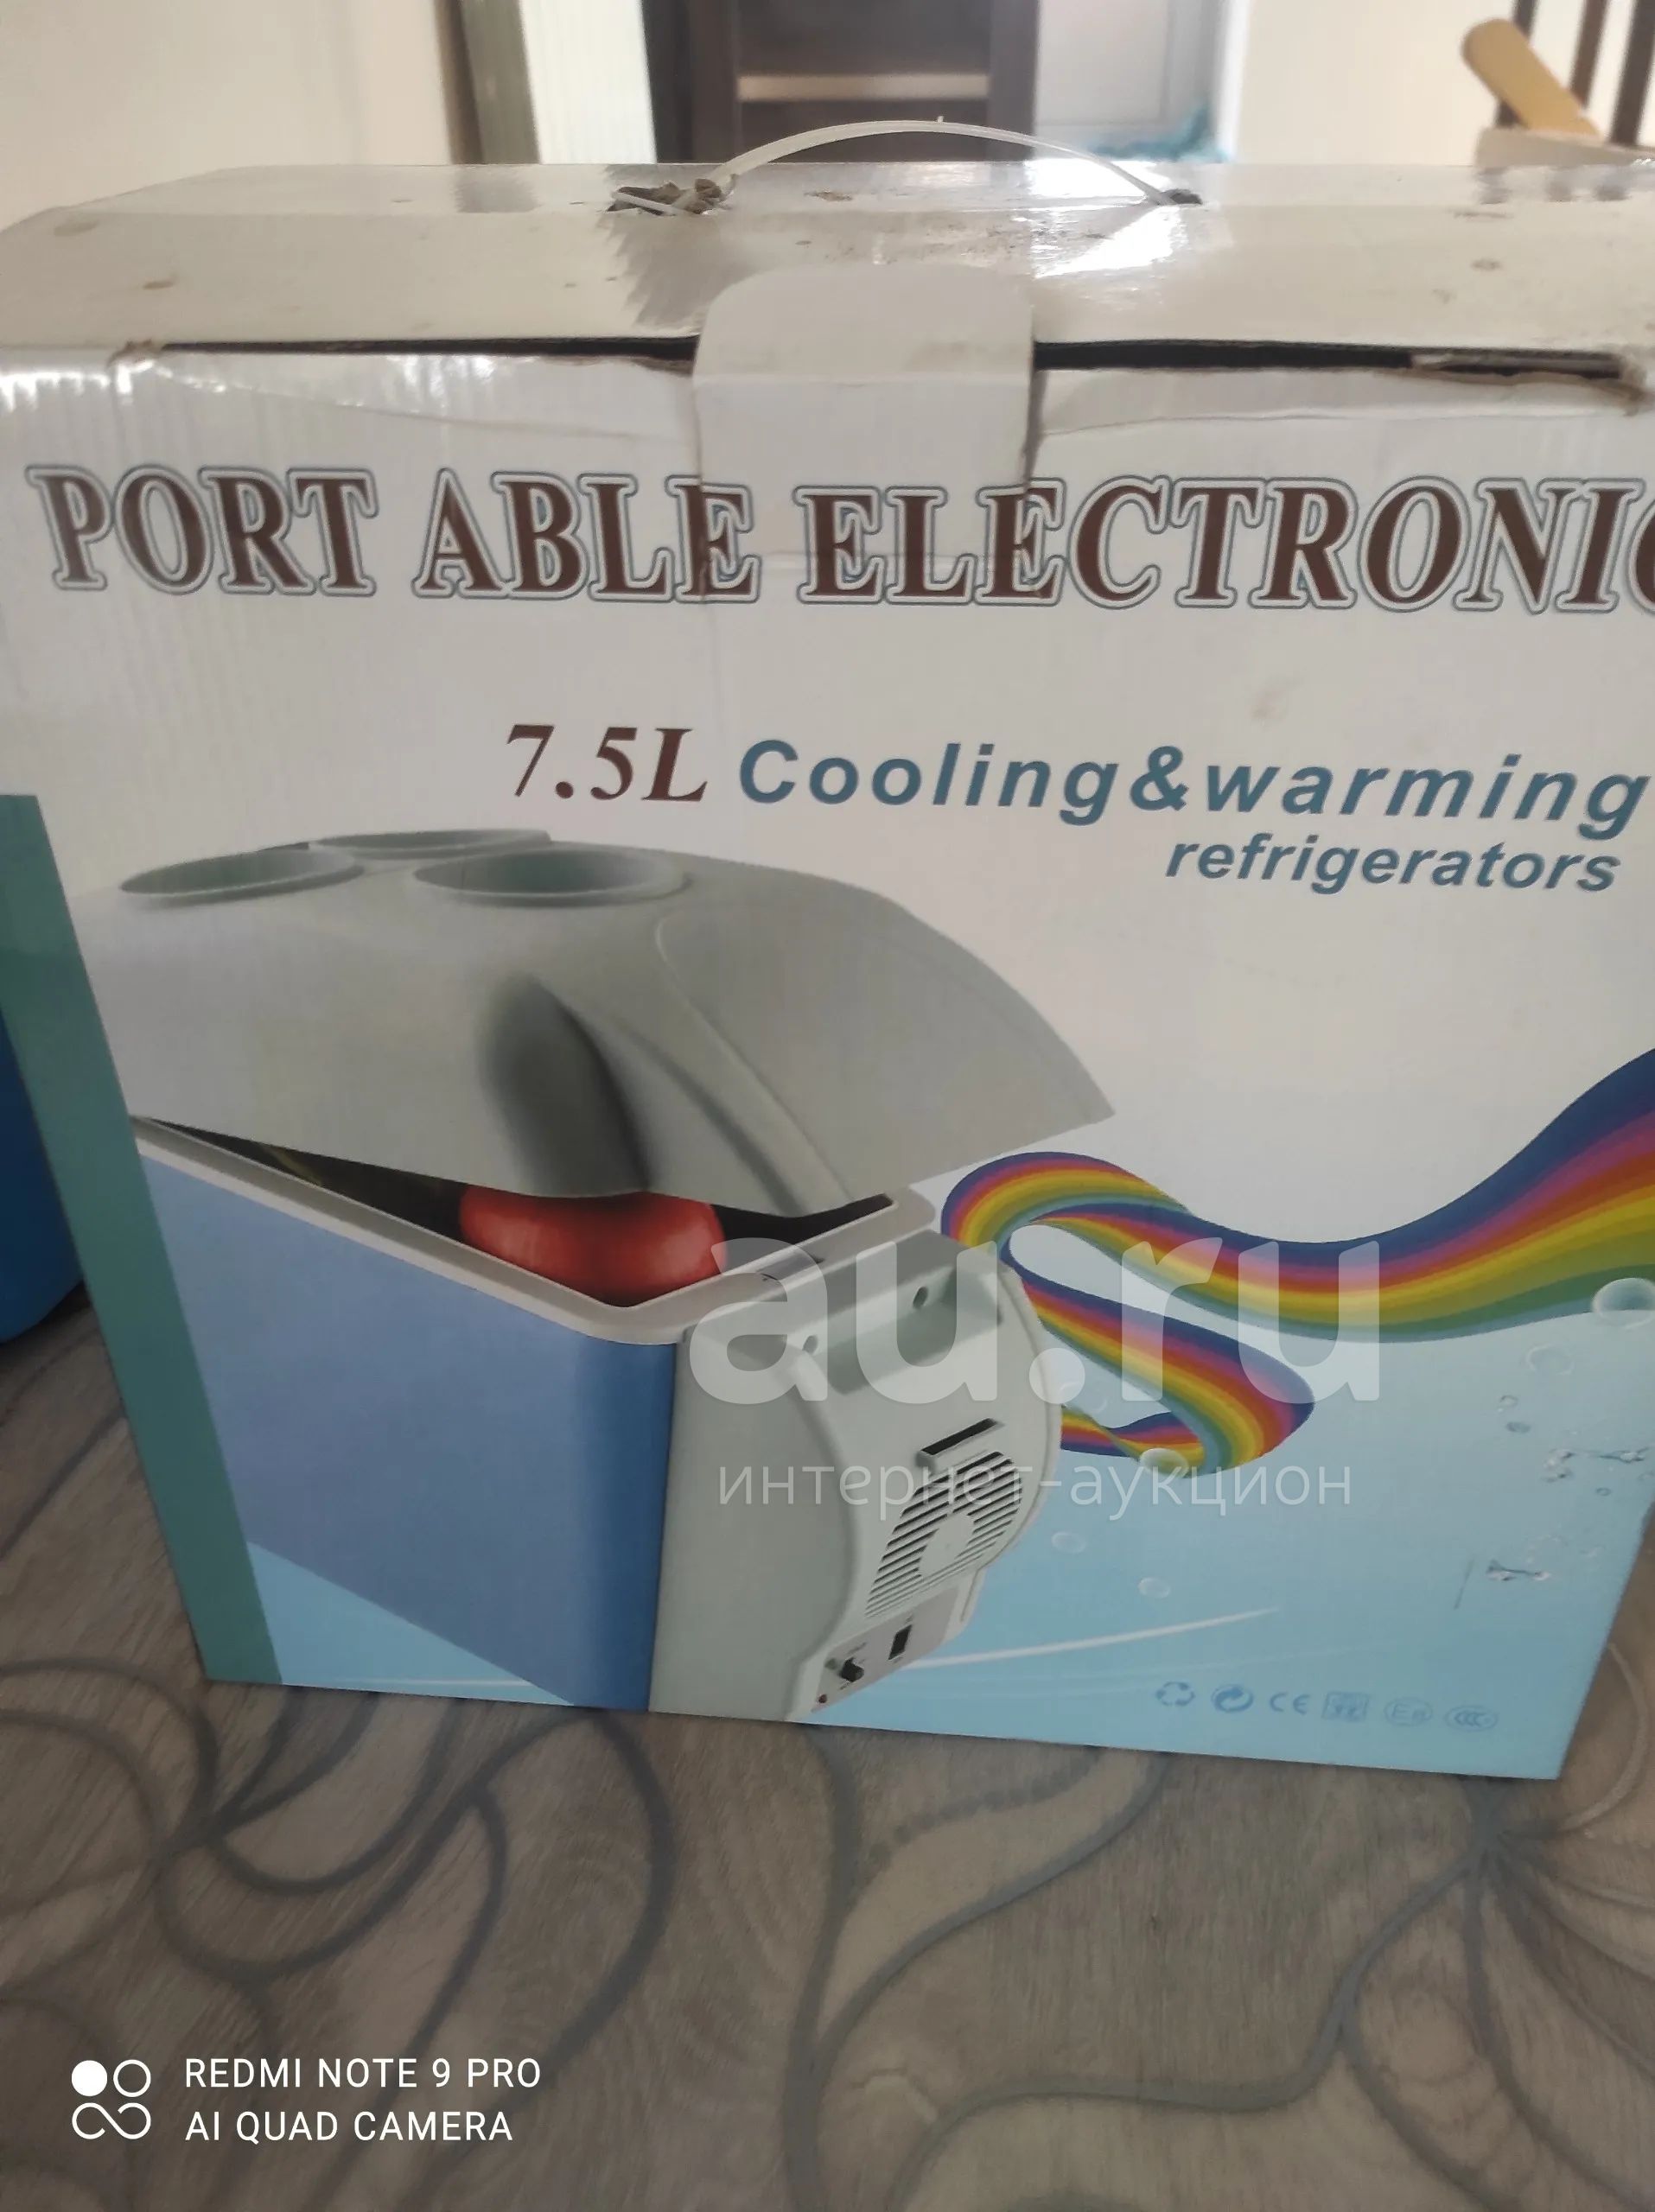 PORT ABLE ELECTRONIC
7.5L Cooling&warming
refrigerators
au.ru
интернет-аукцион
CE
REDMI NOTE 9 PRO
AI QUAD CAMERA